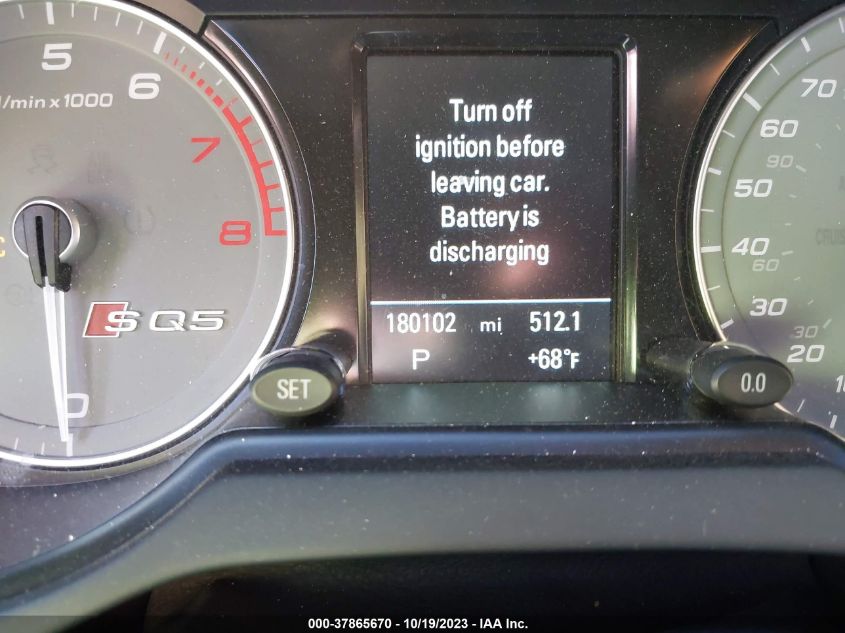 5
6
/min x 1000
7
8
SQ5
0
Turn off
ignition before
leaving car.
Battery is
discharging
180102 mi 512.1
P +68°F
SET
0.0
70
60
90
50
40
60
30
30
20
000-37865670 - 10/19/2023 - IAA Inc.